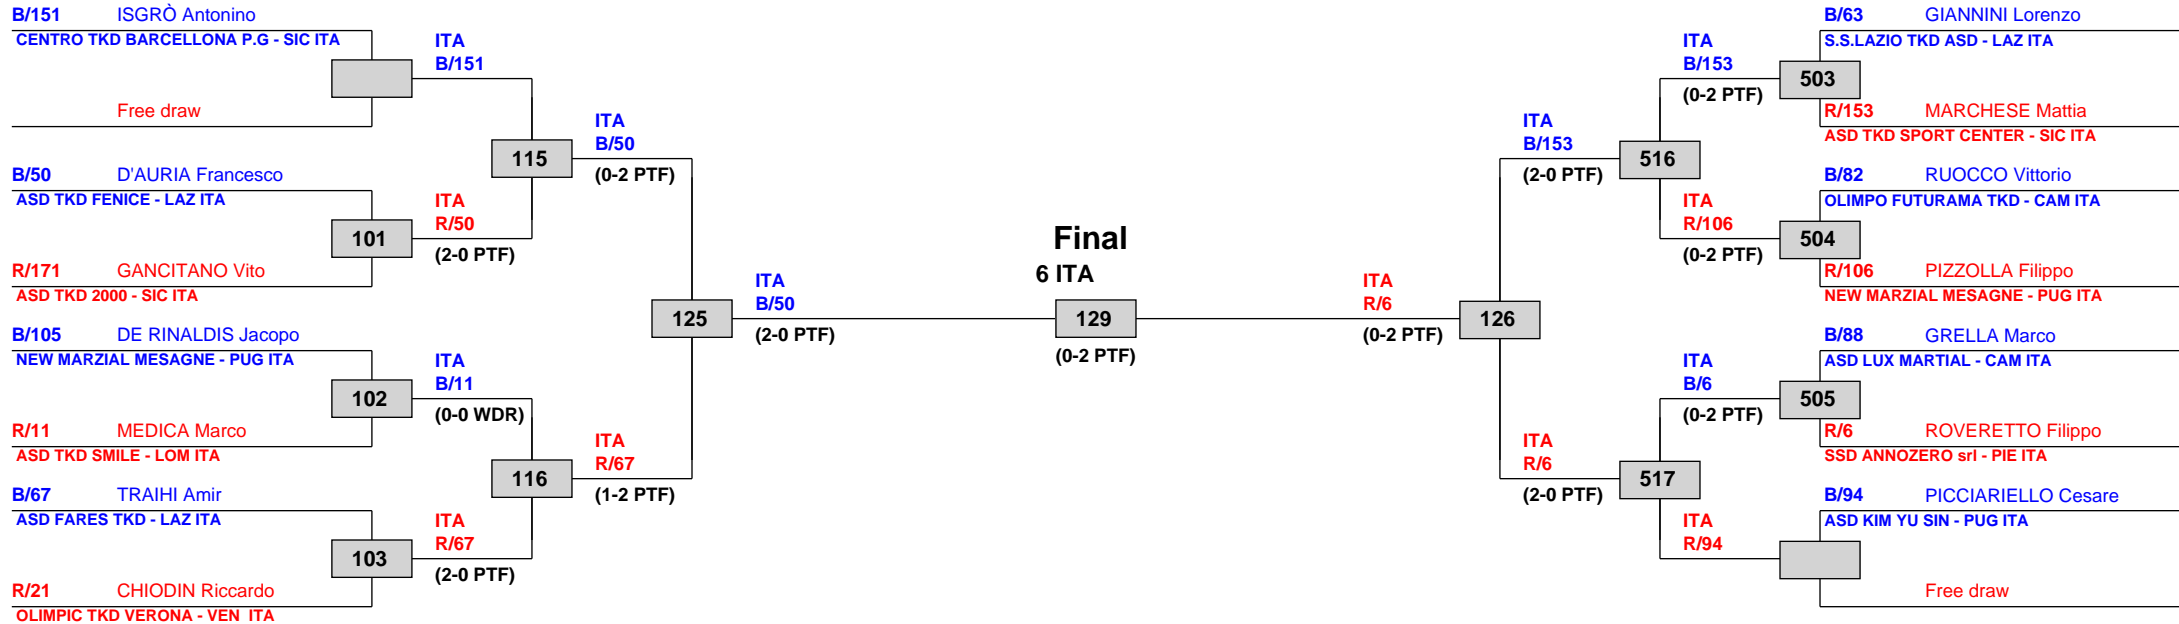 B/151 ISGRÒ Antonino
CENTRO TKD BARCELLONA P.G - SIC ITA
Free draw
B/50 D'AURIA Francesco
ASD TKD FENICE - LAZ ITA
101
R/171 GANCITANO Vito
ASD TKD 2000 - SIC ITA
B/105 DE RINALDIS Jacopo
NEW MARZIAL MESAGNE - PUG ITA
102
R/11 MEDICA Marco
ASD TKD SMILE - LOM ITA
B/67 TRAIHI Amir
ASD FARES TKD - LAZ ITA
103
R/21 CHIODIN Riccardo
OLIMPIC TKD VERONA - VEN ITA
ITA
B/151
115
ITA
R/50
(2-0 PTF)
ITA
B/11
(0-0 WDR)
116
ITA
R/67
(2-0 PTF)
ITA
B/50
(0-2 PTF)
125
ITA
R/67
(1-2 PTF)
ITA
B/50
(2-0 PTF)
Final
6 ITA
129
(0-2 PTF)
ITA
R/6
(0-2 PTF)
126
ITA
B/153
(2-0 PTF)
516
ITA
R/6
(2-0 PTF)
517
ITA
B/153
(0-2 PTF)
503
ITA
R/106
(0-2 PTF)
504
ITA
B/6
(0-2 PTF)
505
ITA
R/94
B/63 GIANNINI Lorenzo
S.S.LAZIO TKD ASD - LAZ ITA
R/153 MARCHESE Mattia
ASD TKD SPORT CENTER - SIC ITA
B/82 RUOCCO Vittorio
OLIMPO FUTURAMA TKD - CAM ITA
R/106 PIZZOLLA Filippo
NEW MARZIAL MESAGNE - PUG ITA
B/88 GRELLA Marco
ASD LUX MARTIAL - CAM ITA
R/6 ROVERETTO Filippo
SSD ANNOZERO srl - PIE ITA
B/94 PICCIARIELLO Cesare
ASD KIM YU SIN - PUG ITA
Free draw